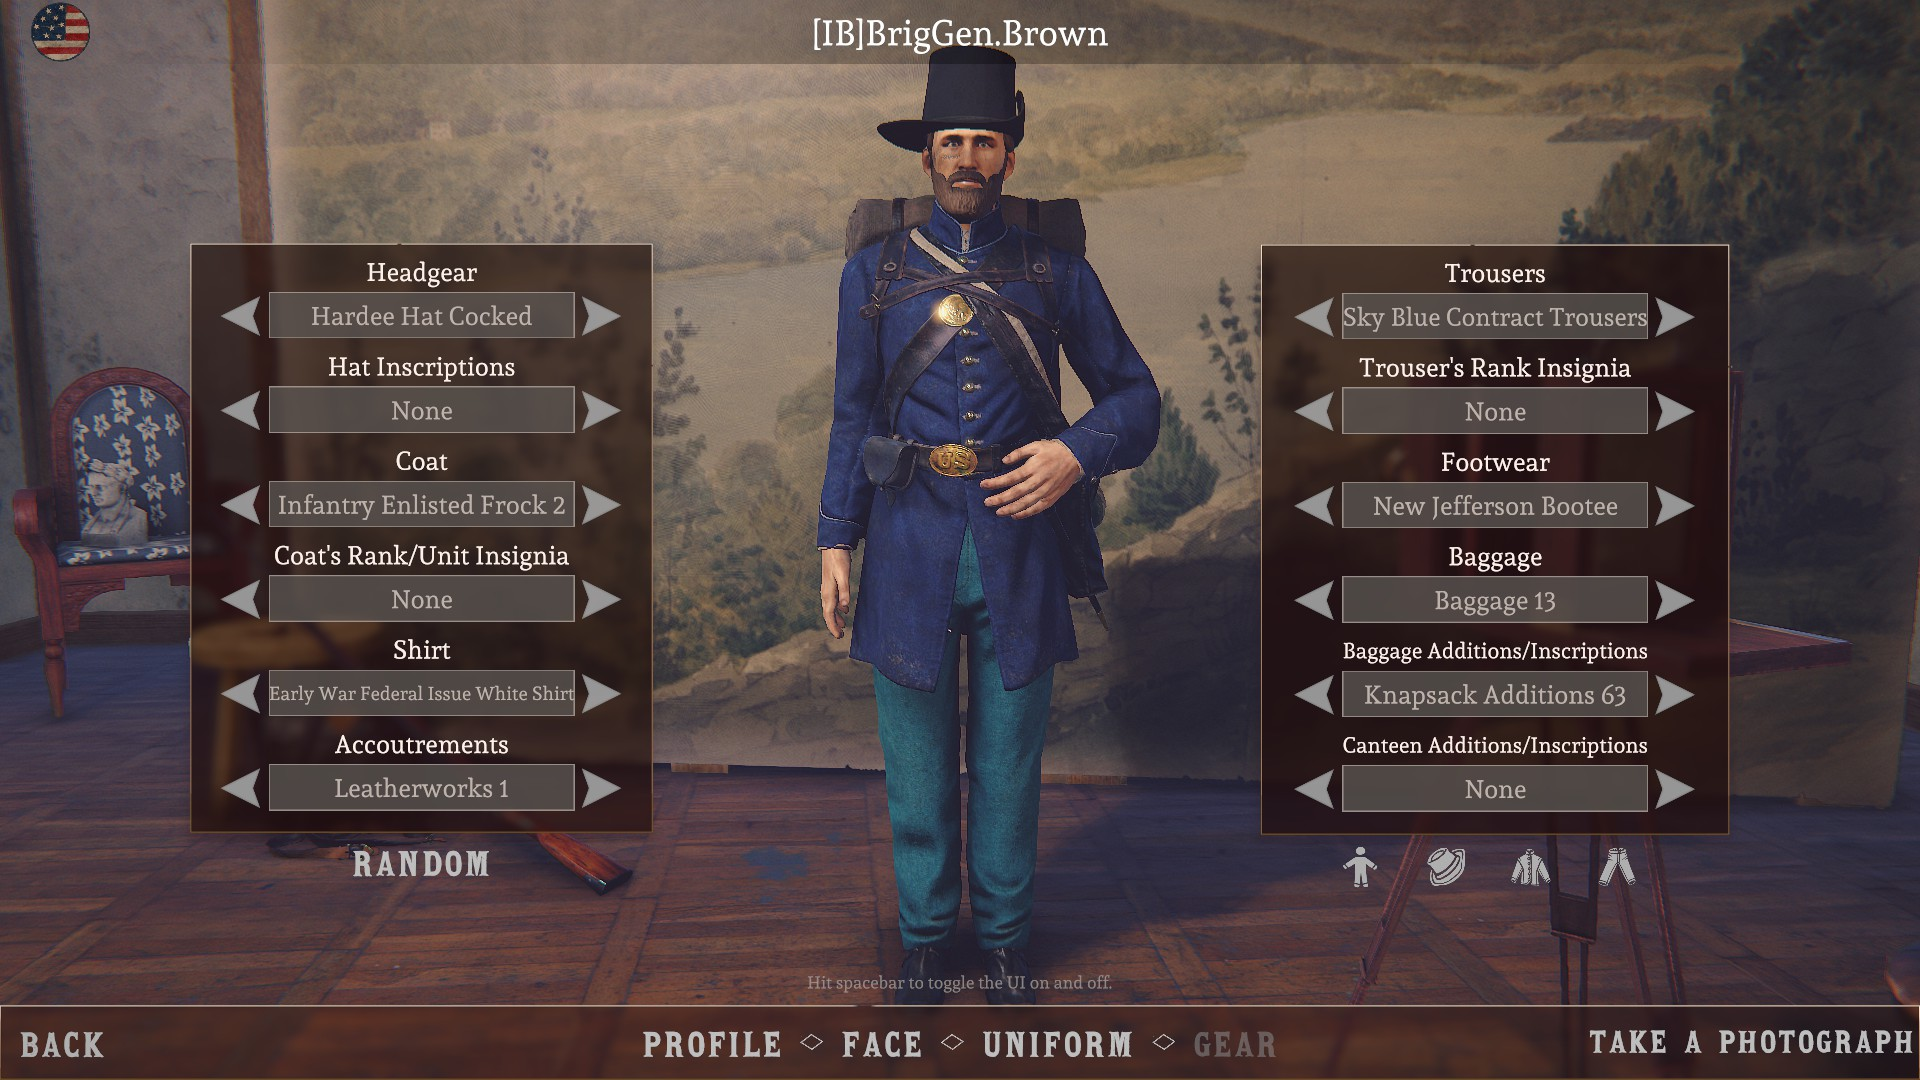 [IB]BrigGen.Brown
Headgear
Hardee Hat Cocked
Hat Inscriptions
None
Coat
Infantry Enlisted Frock 2
Coat's Rank/Unit Insignia
None
Shirt
Early War Federal Issue White Shirt
Accoutrements
Leatherworks 1
RANDOM
US
Trousers
Sky Blue Contract Trousers
Trouser's Rank Insignia
None
Footwear
New Jefferson Bootee
Baggage
Baggage 13
Baggage Additions/Inscriptions
Knapsack Additions 63
Canteen Additions/Inscriptions
None
Hit spacebar to toggle the UI on and off.
BACK
PROFILE ◇ FACE ◇ UNIFORM ◇ GEAR
TAKE A PHOTOGRAPH